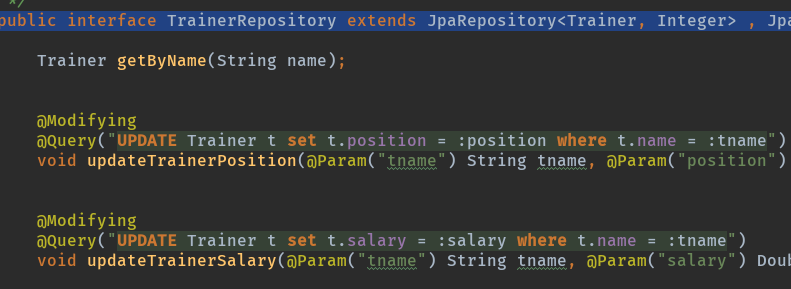 */
public interface TrainerRepository extends JpaRepository<Trainer, Integer> , Jpa
Trainer getByName(String name);
@Modifying
@Query("UPDATE Trainer t set t.position = :position where t.name = :tname")
void updateTrainerPosition(@Param("tname") String tname, @Param("position")
@Modifying
@Query("UPDATE Trainer t set t.salary = :salary where t.name = :tname")
void updateTrainerSalary(@Param("tname") String tname, @Param("salary") Doub